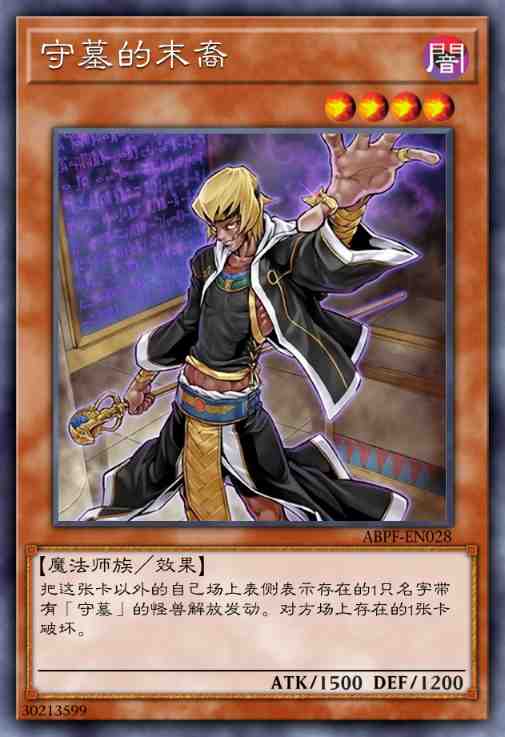 守墓的末裔
闇
ABPF-EN028
【魔法师族／效果】
把这张卡以外的自己场上表侧表示存在的1只名字带
有「守墓」的怪兽解放发动。对方场上存在的1张卡
破坏。
ATK/1500 DEF/1200
30213599